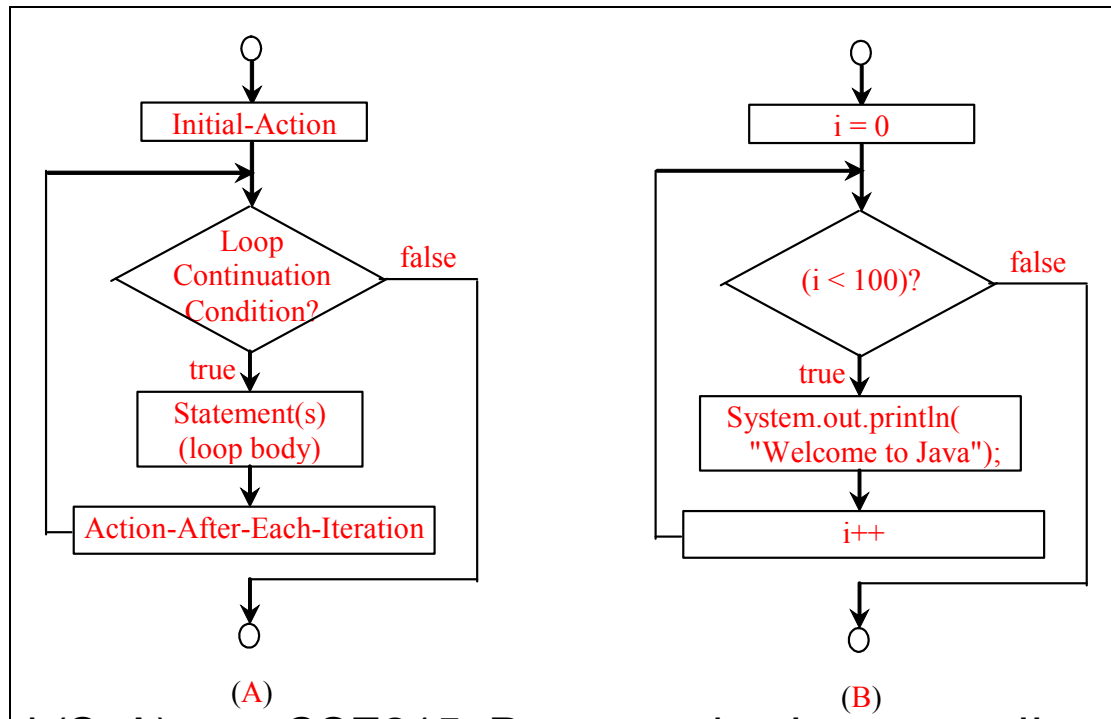 Initial-Action
Loop
Continuation
Condition?
false
true
Statement(s)
(loop body)
Action-After-Each-Iteration
(A)
i = 0
(i < 100)?
false
true
System.out.println(
"Welcome to Java");
i++
(B)